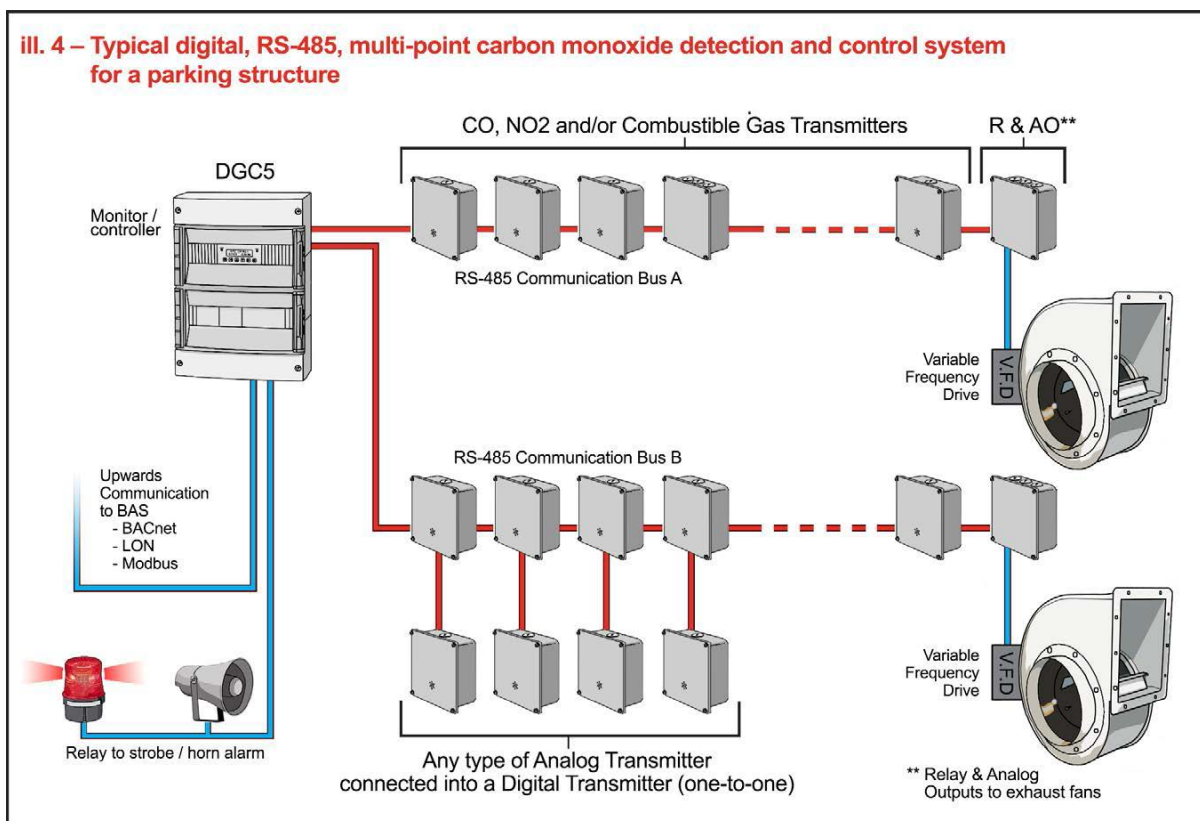 ill. 4 – Typical digital, RS-485, multi-point carbon monoxide detection and control system
for a parking structure
CO, NO2 and/or Combustible Gas Transmitters
R & AO**
DGC5
Monitor /
controller
RS-485 Communication Bus A
Variable
Frequency
Drive
V.F.D
RS-485 Communication Bus B
Upwards
Communication
to BAS
- BACnet
- LON
- Modbus
Variable
Frequency
Drive
V.F.D
Relay to strobe / horn alarm
Any type of Analog Transmitter
connected into a Digital Transmitter (one-to-one)
** Relay & Analog
Outputs to exhaust fans